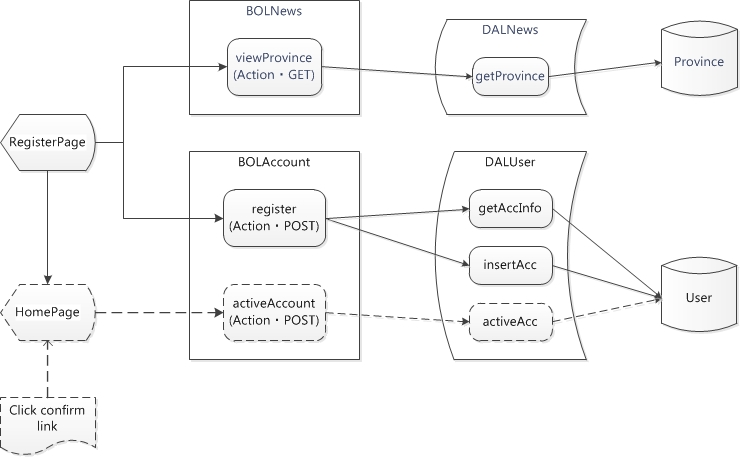 BOLNews
DALNews
viewProvince
(Action・GET)
getProvince
Province
RegisterPage
BOLAccount
DALUser
register
(Action・POST)
getAccInfo
insertAcc
User
HomePage
activeAccount
(Action・POST)
activeAcc
Click confirm
link